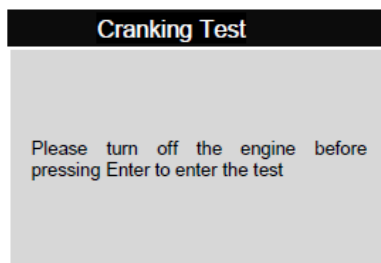 Cranking Test
Please turn off the engine before
pressing Enter to enter the test